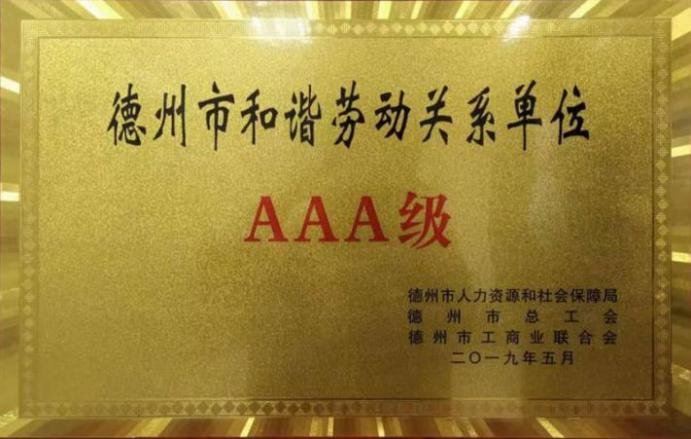 德州市和谐劳动关系单位
AAA级
德州市人力资源和社会保障局
德州市总工会
德州市工商业联合会
二〇一九年五月